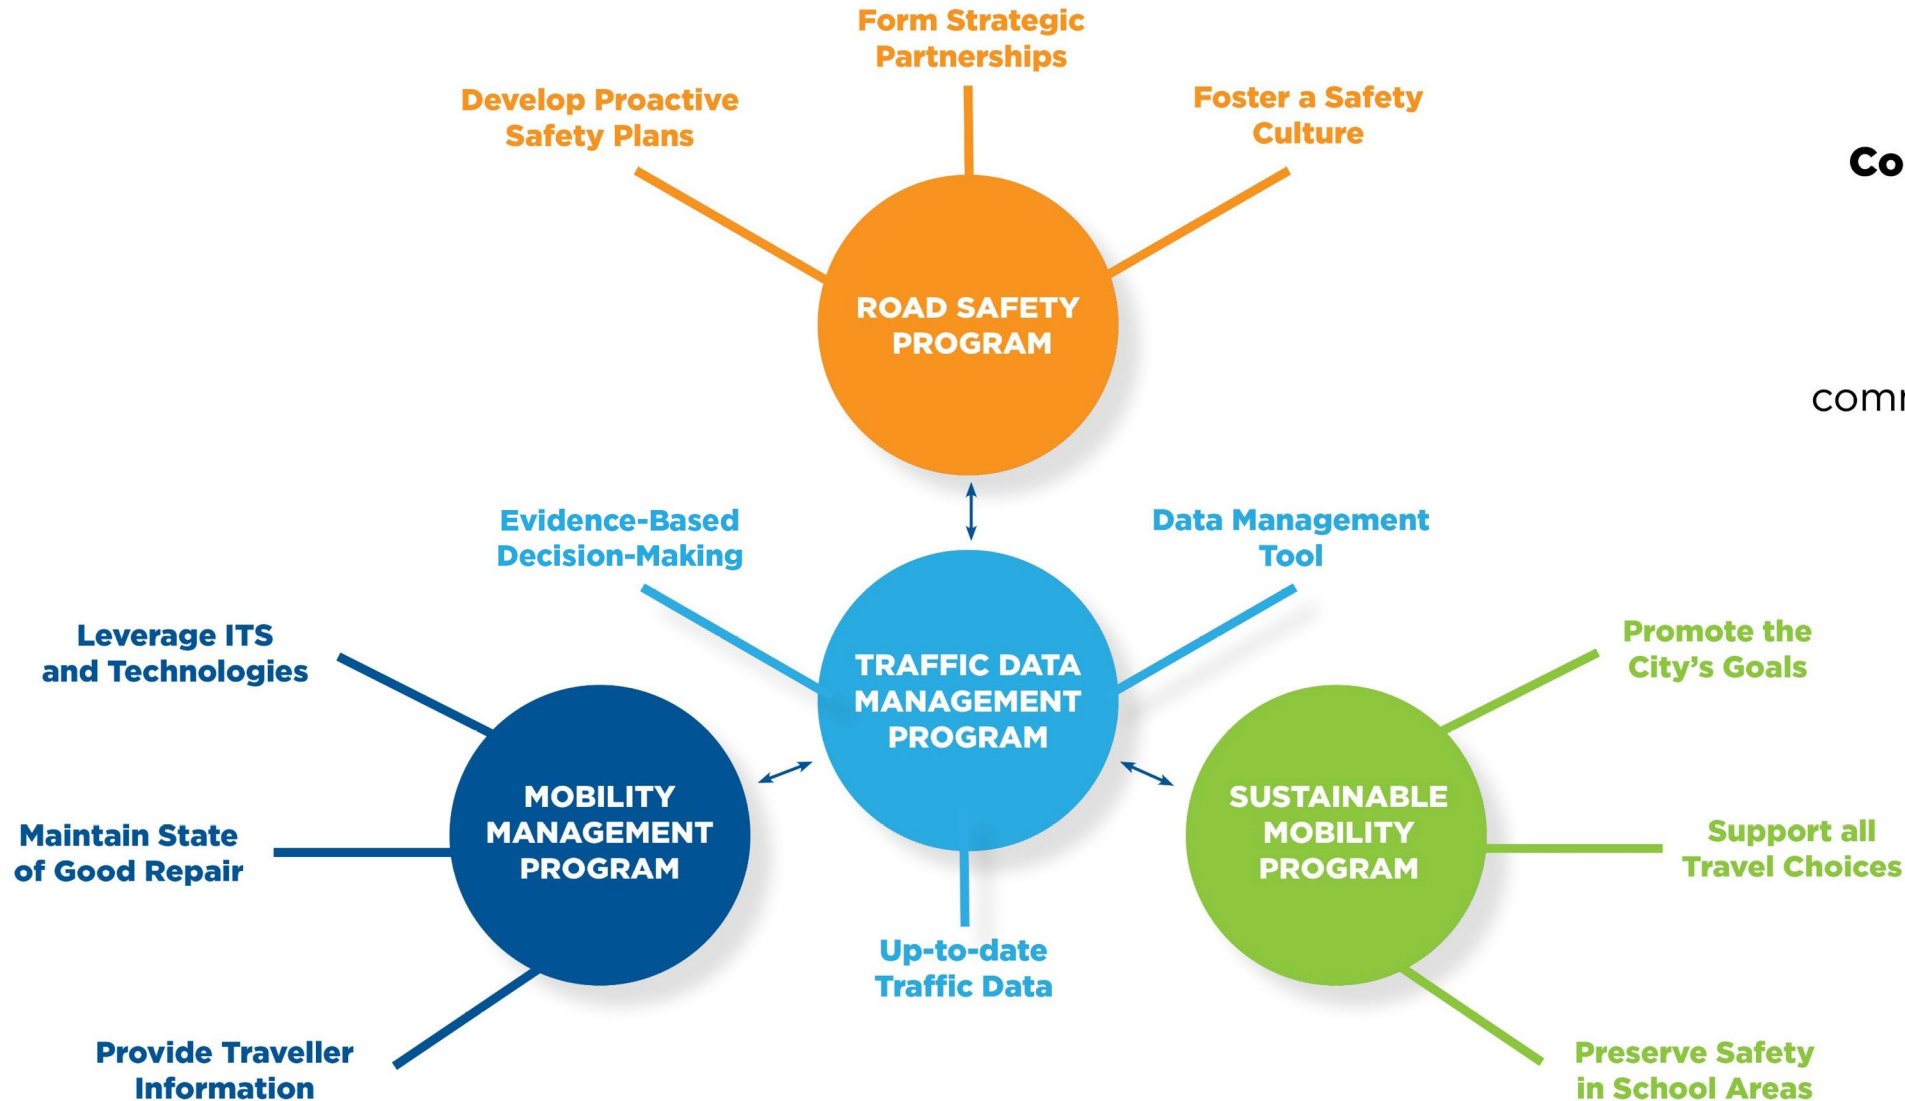 Form Strategic
Partnerships
Develop Proactive
Safety Plans
Foster a Safety
Culture
ROAD SAFETY
PROGRAM
Evidence-Based
Decision-Making
Data Management
Tool
TRAFFIC DATA
MANAGEMENT
PROGRAM
Up-to-date
Traffic Data
Leverage ITS
and Technologies
Maintain State
of Good Repair
Provide Traveller
Information
MOBILITY
MANAGEMENT
PROGRAM
SUSTAINABLE
MOBILITY
PROGRAM
Promote the
City's Goals
Support all
Travel Choices
Preserve Safety
in School Areas